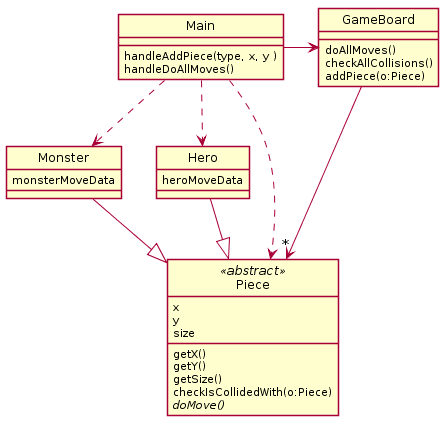 Main
handleAddPiece(type, x, y )
handleDoAllMoves()
GameBoard
doAllMoves()
checkAllCollisions()
addPiece(o:Piece)
Monster
monsterMoveData
Hero
heroMoveData
*
«abstract»
Piece
x
y
size
getX()
getY()
getSize()
checkIsCollidedWith(o:Piece)
doMove()